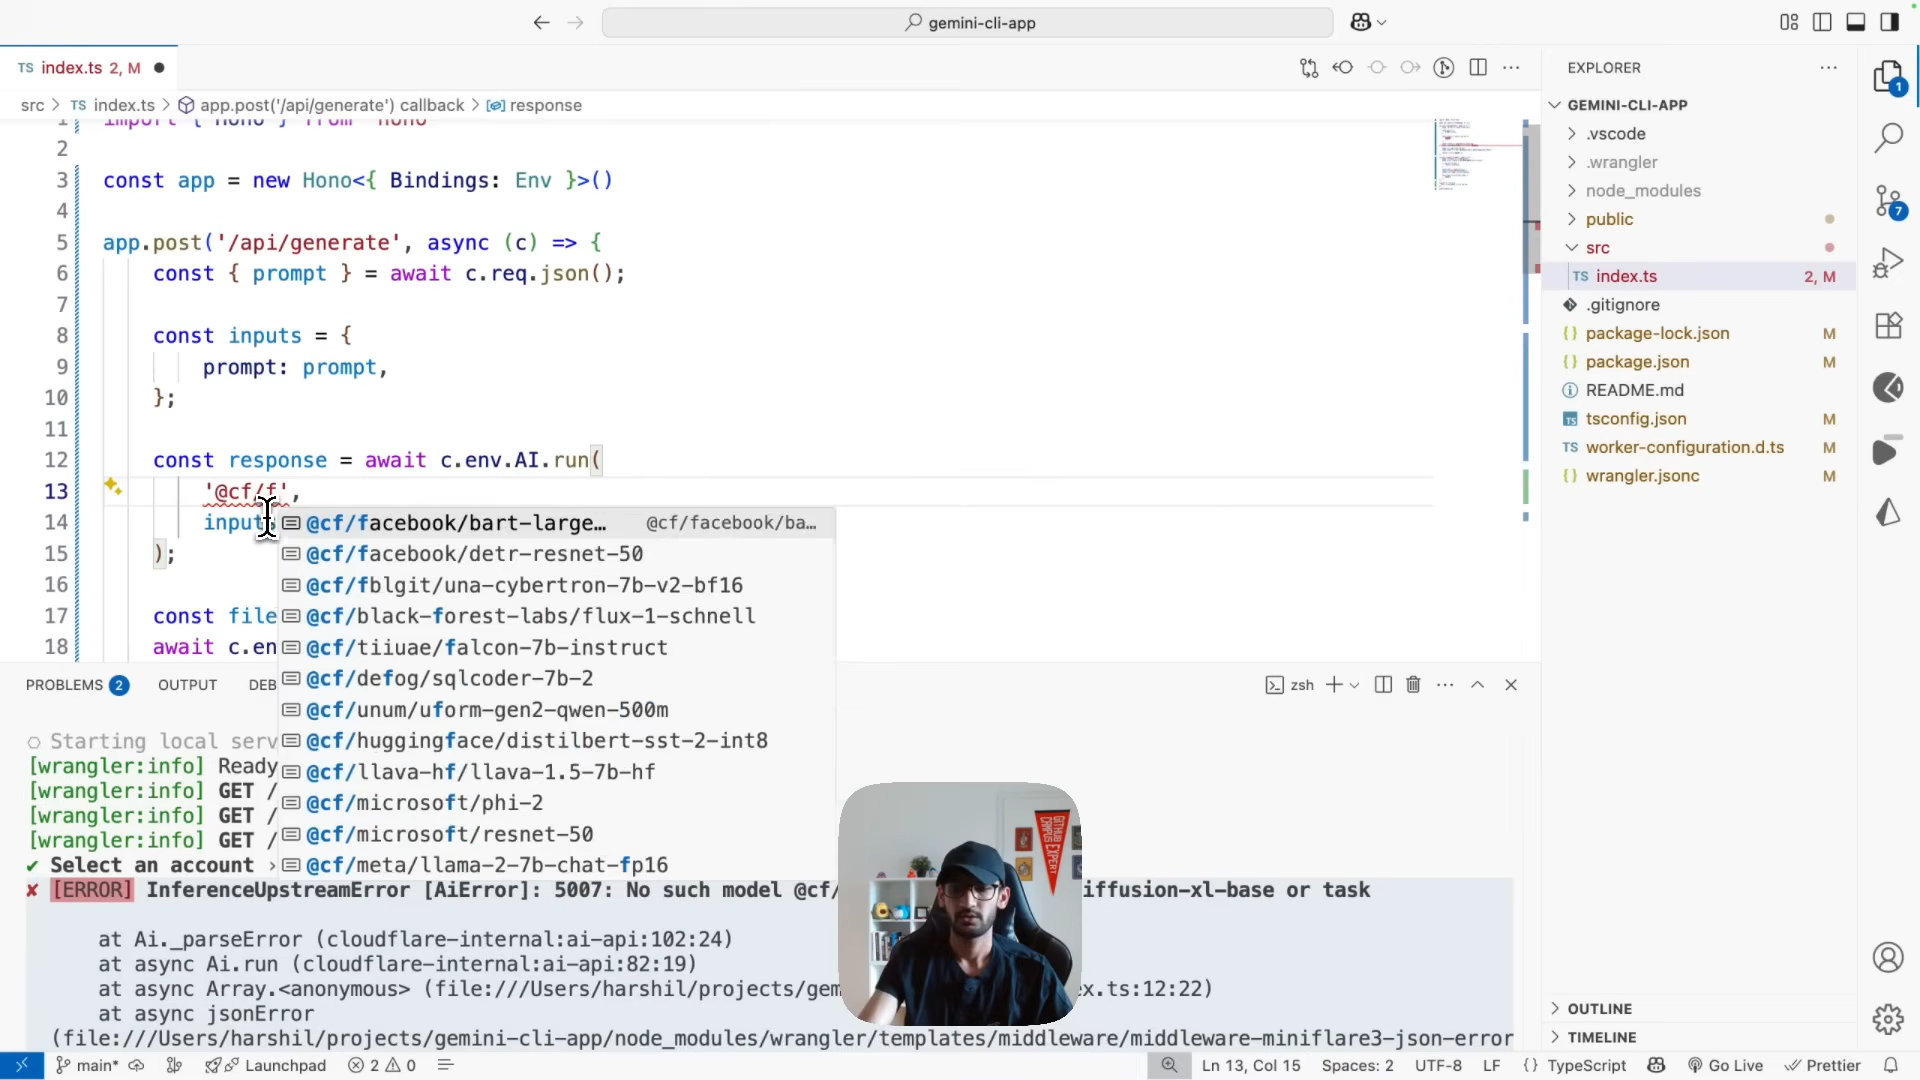 gemini-cli-app
TS index.ts 2, M
EXPLORER
src > TS index.ts > app.post('/api/generate') callback > response
GEMINI-CLI-APP
1 import { Hono } from 'hono'
2
3 const app = new Hono<{ Bindings: Env }>()
4
5 app.post('/api/generate', async (c) => {
6 const { prompt } = await c.req.json();
7
8 const inputs = {
9 prompt: prompt,
10 };
11
12 const response = await c.env.AI.run(
13 '@cf/f',
14 input
15 );
16
17 const file
18 await c.en
@cf/facebook/bart-large… @cf/facebook/ba…
@cf/facebook/detr-resnet-50
@cf/fblgit/una-cybertron-7b-v2-bf16
@cf/black-forest-labs/flux-1-schnell
@cf/tiiuae/falcon-7b-instruct
@cf/defog/sqlcoder-7b-2
@cf/unum/uform-gen2-qwen-500m
@cf/huggingface/distilbert-sst-2-int8
@cf/llava-hf/llava-1.5-7b-hf
@cf/microsoft/phi-2
@cf/microsoft/resnet-50
@cf/meta/llama-2-7b-chat-fp16
.vscode
.wrangler
node_modules
public
src
TS index.ts 2, M
.gitignore
{} package-lock.json M
{} package.json M
README.md
TS tsconfig.json M
TS worker-configuration.d.ts M
{} wrangler.jsonc M
1
7
PROBLEMS 2 OUTPUT DEB
zsh
Starting local serv
[wrangler:info] Ready
[wrangler:info] GET /
[wrangler:info] GET /
[wrangler:info] GET /
✔ Select an account ›
✘ [ERROR] InferenceUpstreamError [AiError]: 5007: No such model @cf/ iffusion-xl-base or task
at Ai._parseError (cloudflare-internal:ai-api:102:24)
at async Ai.run (cloudflare-internal:ai-api:82:19)
at async Array.<anonymous> (file:///Users/harshil/projects/gem x.ts:12:22)
at async jsonError
(file:///Users/harshil/projects/gemini-cli-app/node_modules/wrangler/templates/middleware/middleware-miniflare3-json-error
GITHUB CAMPUS EXPERT
OUTLINE
TIMELINE
main* Launchpad 2 0 Ln 13, Col 15 Spaces: 2 UTF-8 LF {} TypeScript Go Live Prettier